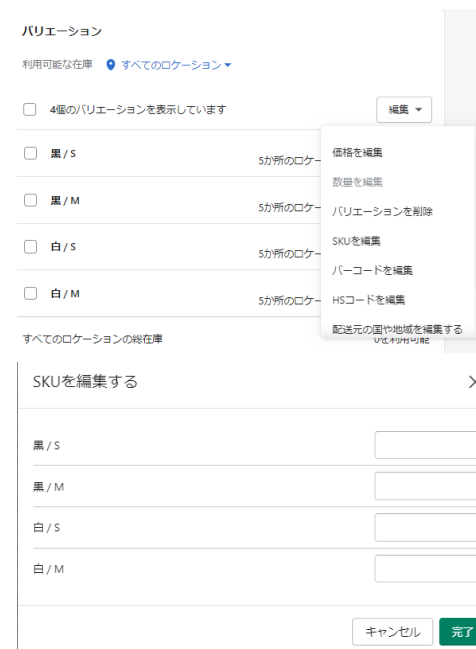 バリエーション
利用可能な在庫 すべてのロケーション
4個のバリエーションを表示しています 編集
黒 / S 5か所のロケー
黒 / M 5か所のロケー
白 / S 5か所のロケー
白 / M 5か所のロケー
価格を編集
数量を編集
バリエーションを削除
SKUを編集
バーコードを編集
HSコードを編集
配送元の国や地域を編集する
すべてのロケーションの総在庫 0を利用可能
SKUを編集する
黒 / S
黒 / M
白 / S
白 / M
キャンセル 完了